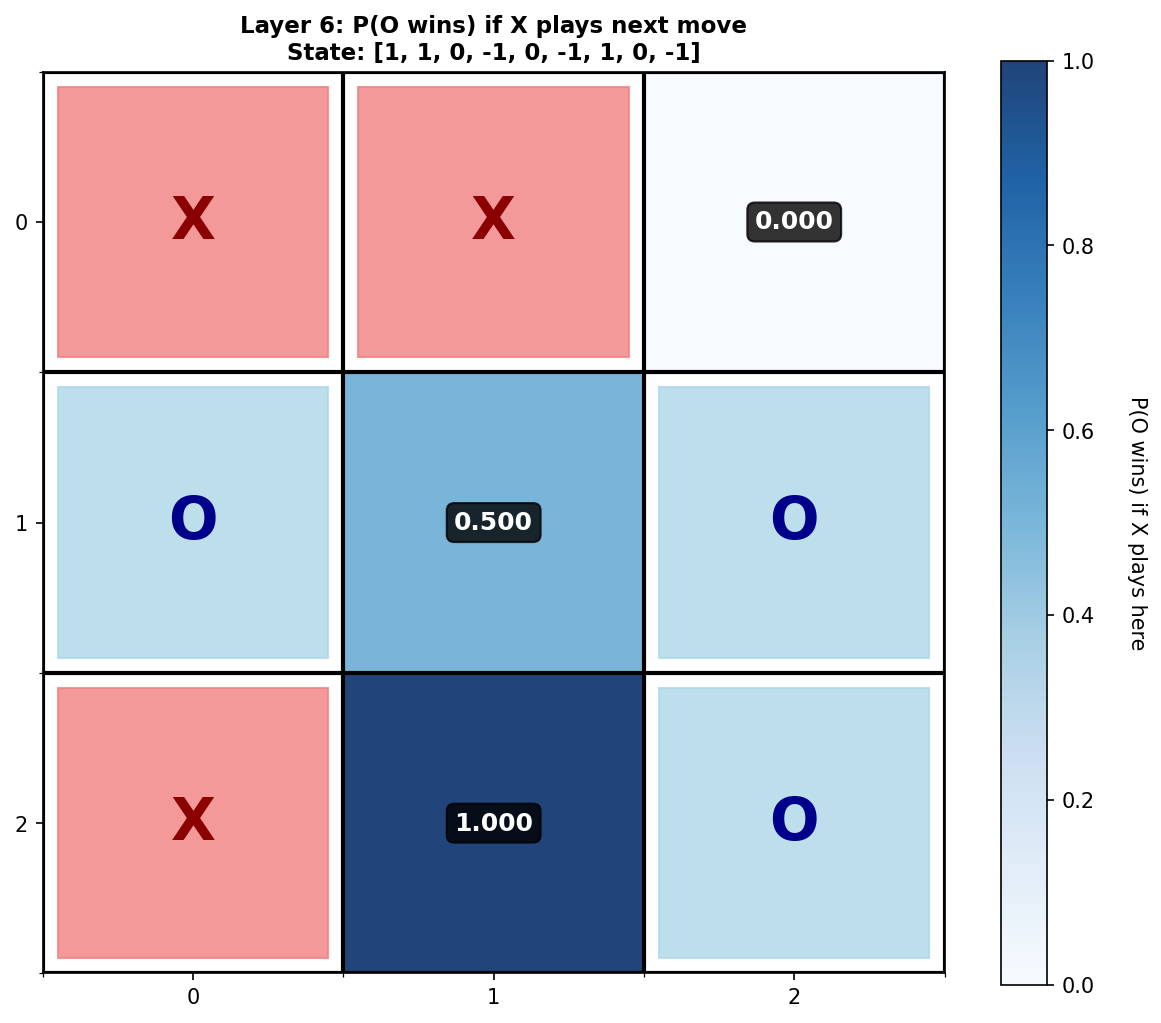 Layer 6: P(O wins) if X plays next move
State: [1, 1, 0, -1, 0, -1, 1, 0, -1]
X X 0.000
O 0.500 O
X 1.000 O
0
1
2
0 1 2
1.0
0.8
0.6
0.4
0.2
0.0
P(O wins) if X plays here